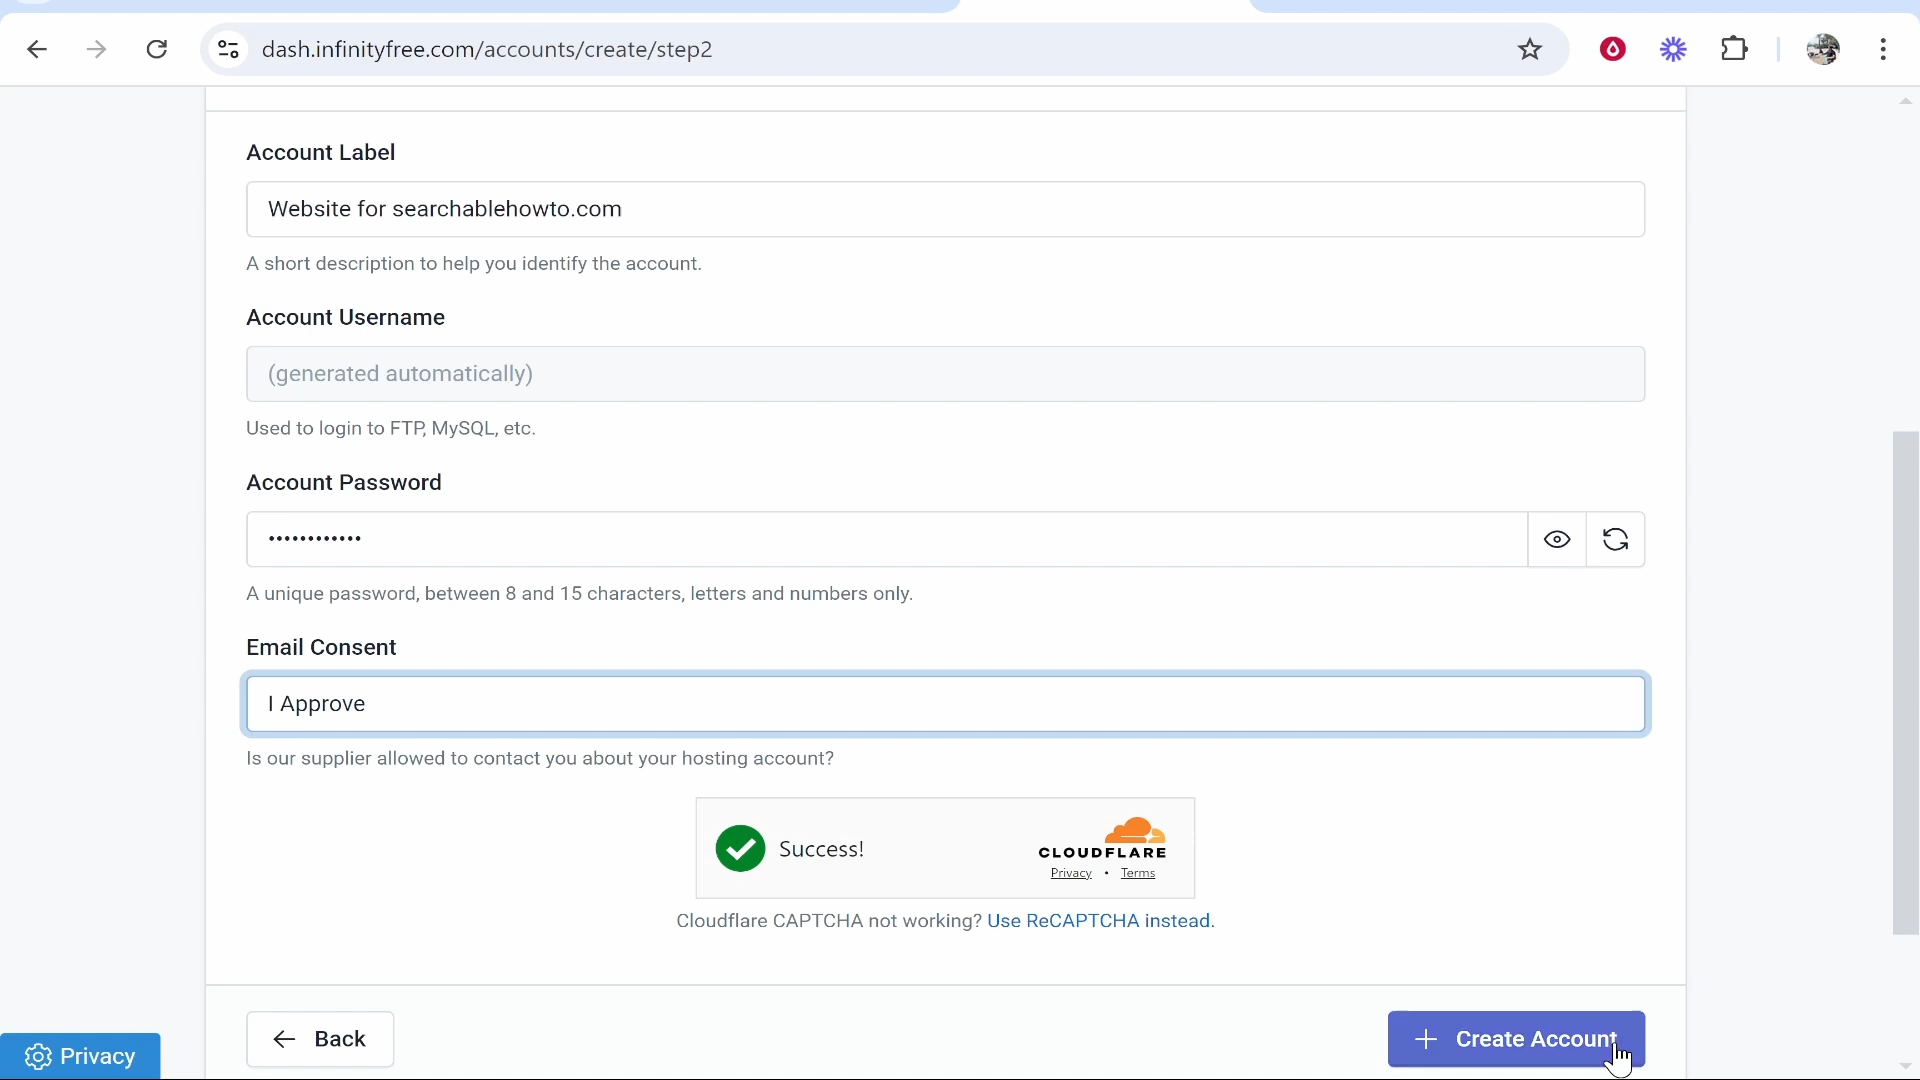 dash.infinityfree.com/accounts/create/step2
Account Label
Website for searchablehowto.com
A short description to help you identify the account.
Account Username
(generated automatically)
Used to login to FTP, MySQL, etc.
Account Password
••••••••••••
A unique password, between 8 and 15 characters, letters and numbers only.
Email Consent
I Approve
Is our supplier allowed to contact you about your hosting account?
Success!
CLOUDFLARE
Privacy • Terms
Cloudflare CAPTCHA not working? Use ReCAPTCHA instead.
Back
Create Account
Privacy